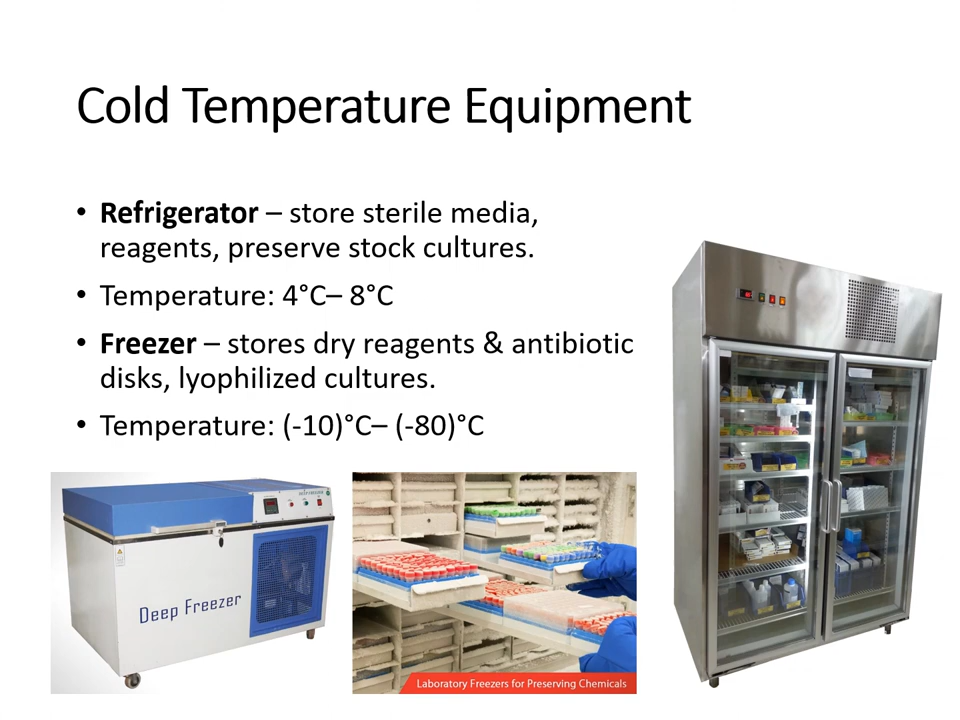 Cold Temperature Equipment
• Refrigerator – store sterile media,
reagents, preserve stock cultures.
• Temperature: 4°C– 8°C
• Freezer – stores dry reagents & antibiotic
disks, lyophilized cultures.
• Temperature: (-10)°C– (-80)°C
Deep Freezer
Laboratory Freezers for Preserving Chemicals